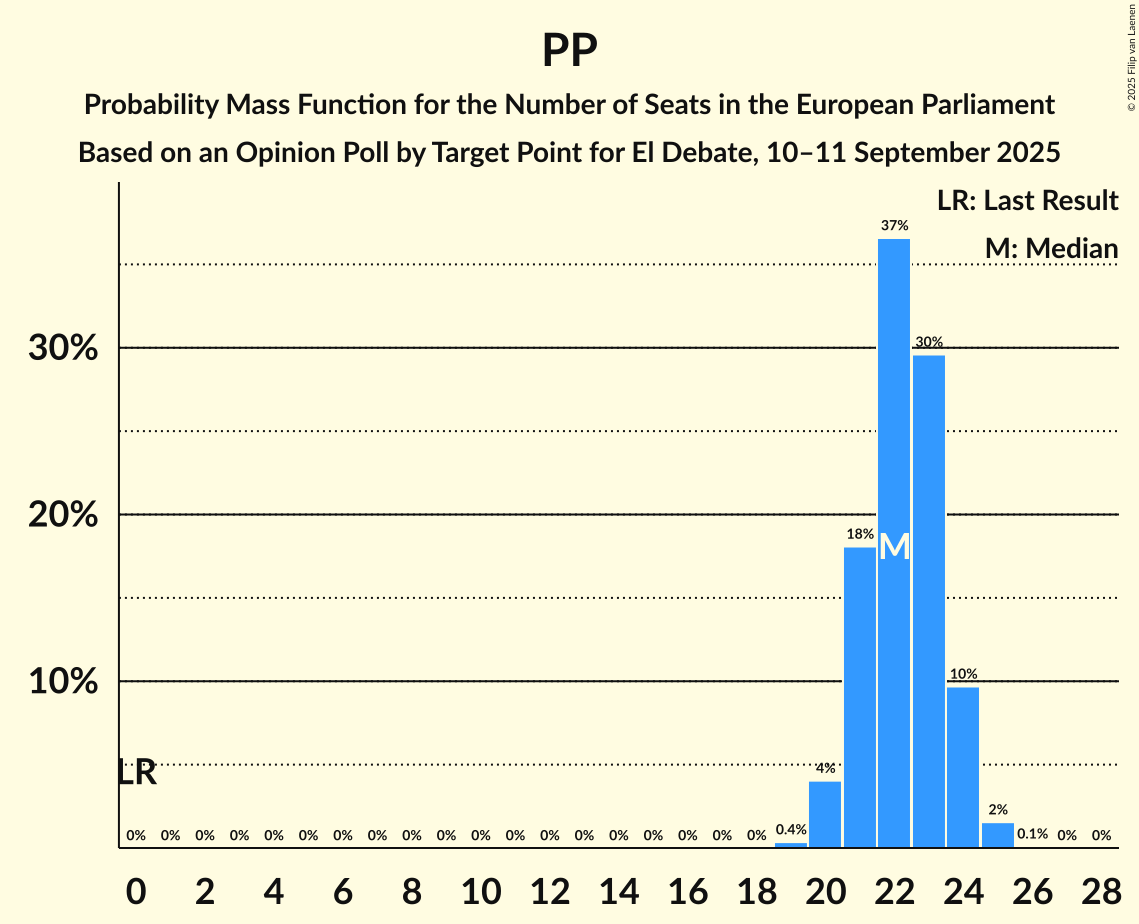 PP
Probability Mass Function for the Number of Seats in the European Parliament
Based on an Opinion Poll by Target Point for El Debate, 10–11 September 2025
© 2025 Filip van Laenen
LR: Last Result
M: Median
30%
20%
10%
LR
M
0% 0% 0% 0% 0% 0% 0% 0% 0% 0% 0% 0% 0% 0% 0% 0% 0% 0% 0% 0.4% 4% 18% 37% 30% 10% 2% 0.1% 0% 0%
0 2 4 6 8 10 12 14 16 18 20 22 24 26 28